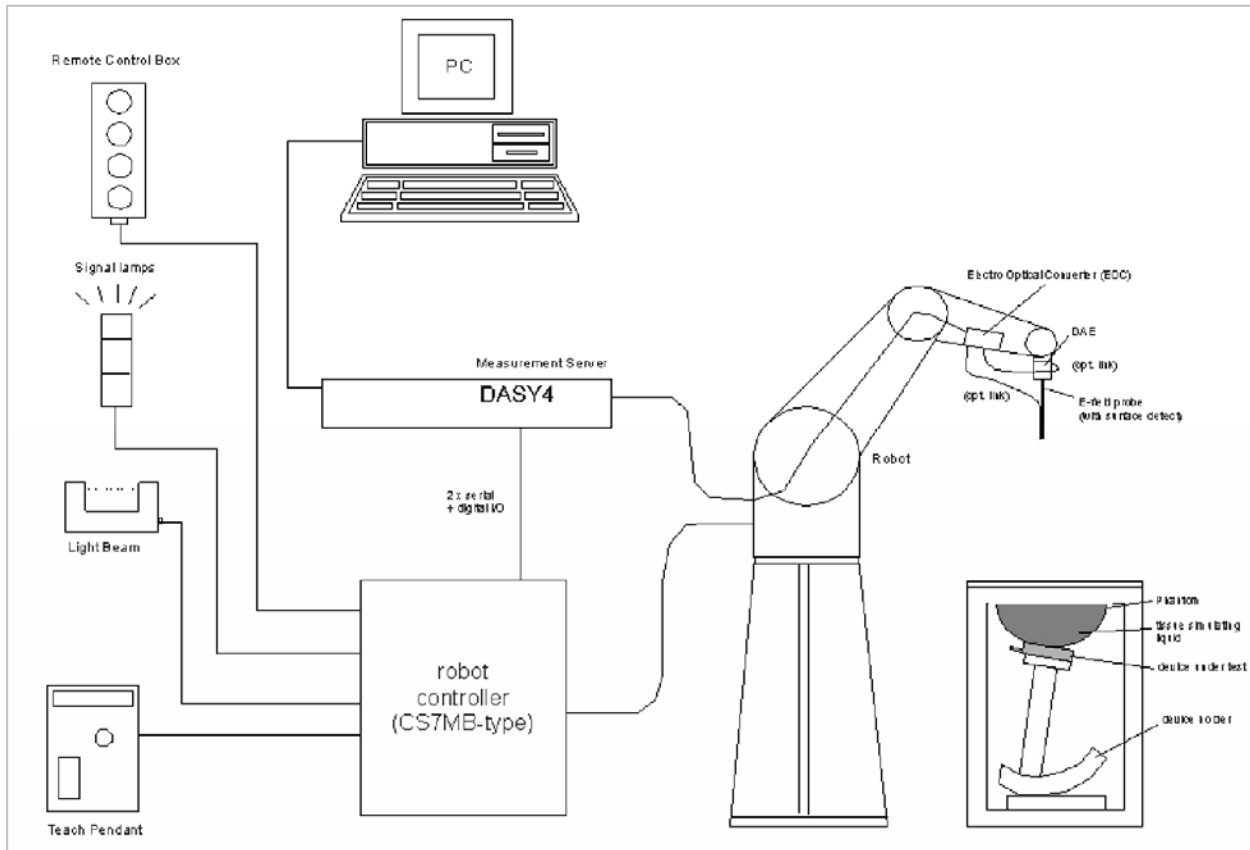 Remote Control Box
PC
Signal lamps
Electro Optical Converter (EOC)
DAE
(opt. link)
Measurement Server
DASY4
(opt. link)
E-field probe
(with surface detect)
Robot
2 x serial
+ digital I/O
Light Beam
Phantom
tissue simulating
liquid
device under test
robot
controller
(CS7MB-type)
device holder
Teach Pendant